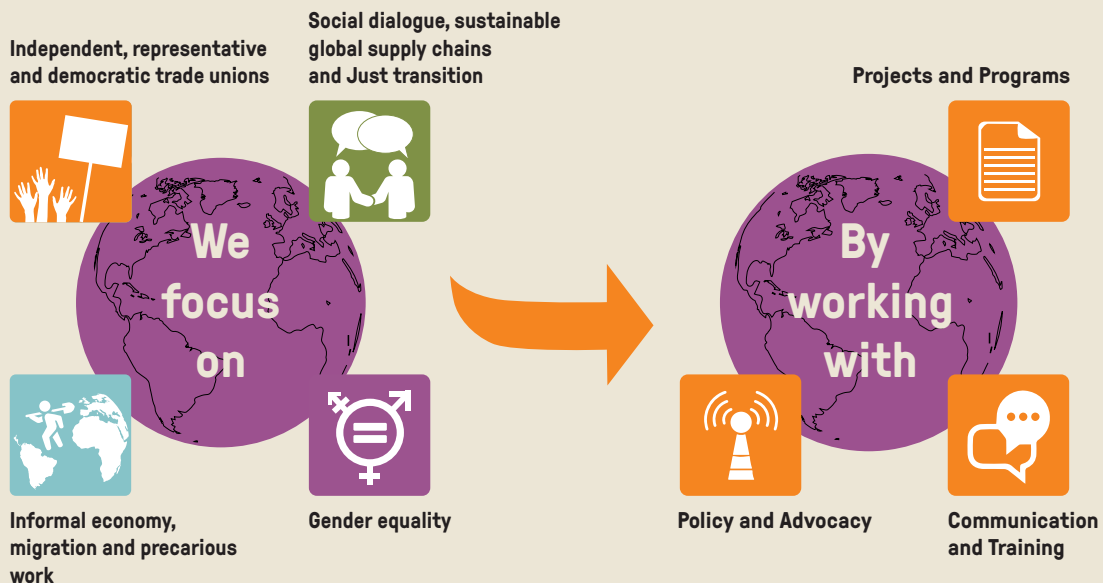 Independent, representative
and democratic trade unions
Social dialogue, sustainable
global supply chains
and Just transition
We
focus
on
Informal economy,
migration and precarious
work
Gender equality
Projects and Programs
By
working
with
Policy and Advocacy
Communication
and Training